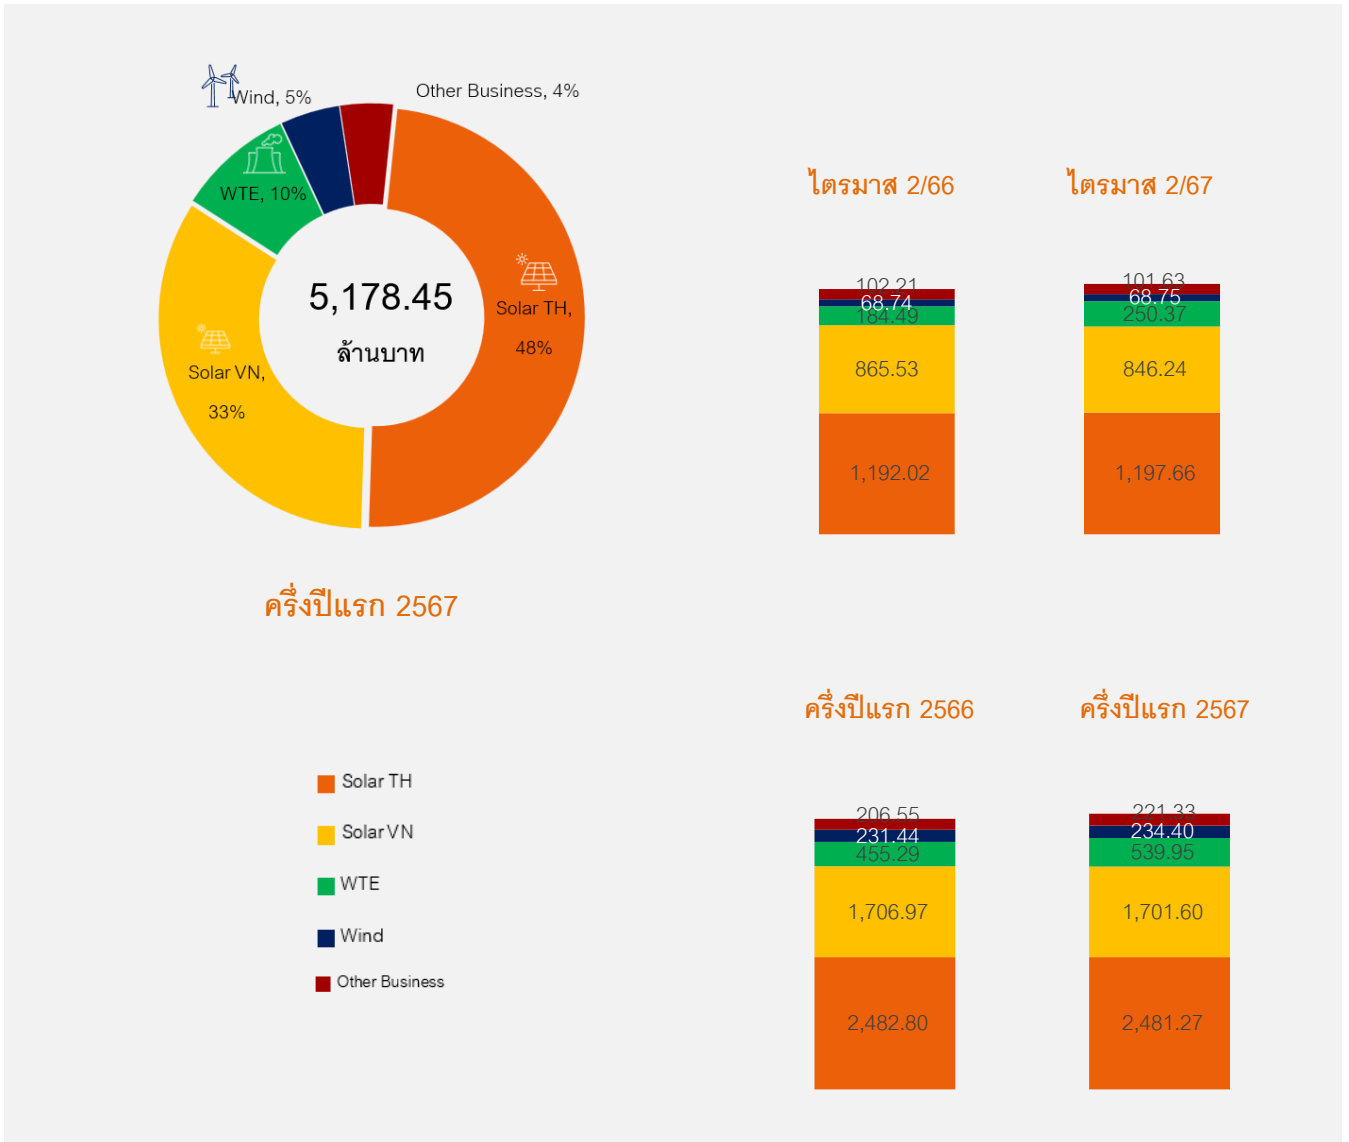 Wind, 5%
Other Business, 4%
WTE, 10%
Solar TH,
48%
Solar VN,
33%
5,178.45
ล้านบาท
ครึ่งปีแรก 2567
Solar TH
Solar VN
WTE
Wind
Other Business
ไตรมาส 2/66
102.21
68.74
184.49
865.53
1,192.02
ไตรมาส 2/67
101.63
68.75
250.37
846.24
1,197.66
ครึ่งปีแรก 2566
206.55
231.44
455.29
1,706.97
2,482.80
ครึ่งปีแรก 2567
221.33
234.40
539.95
1,701.60
2,481.27